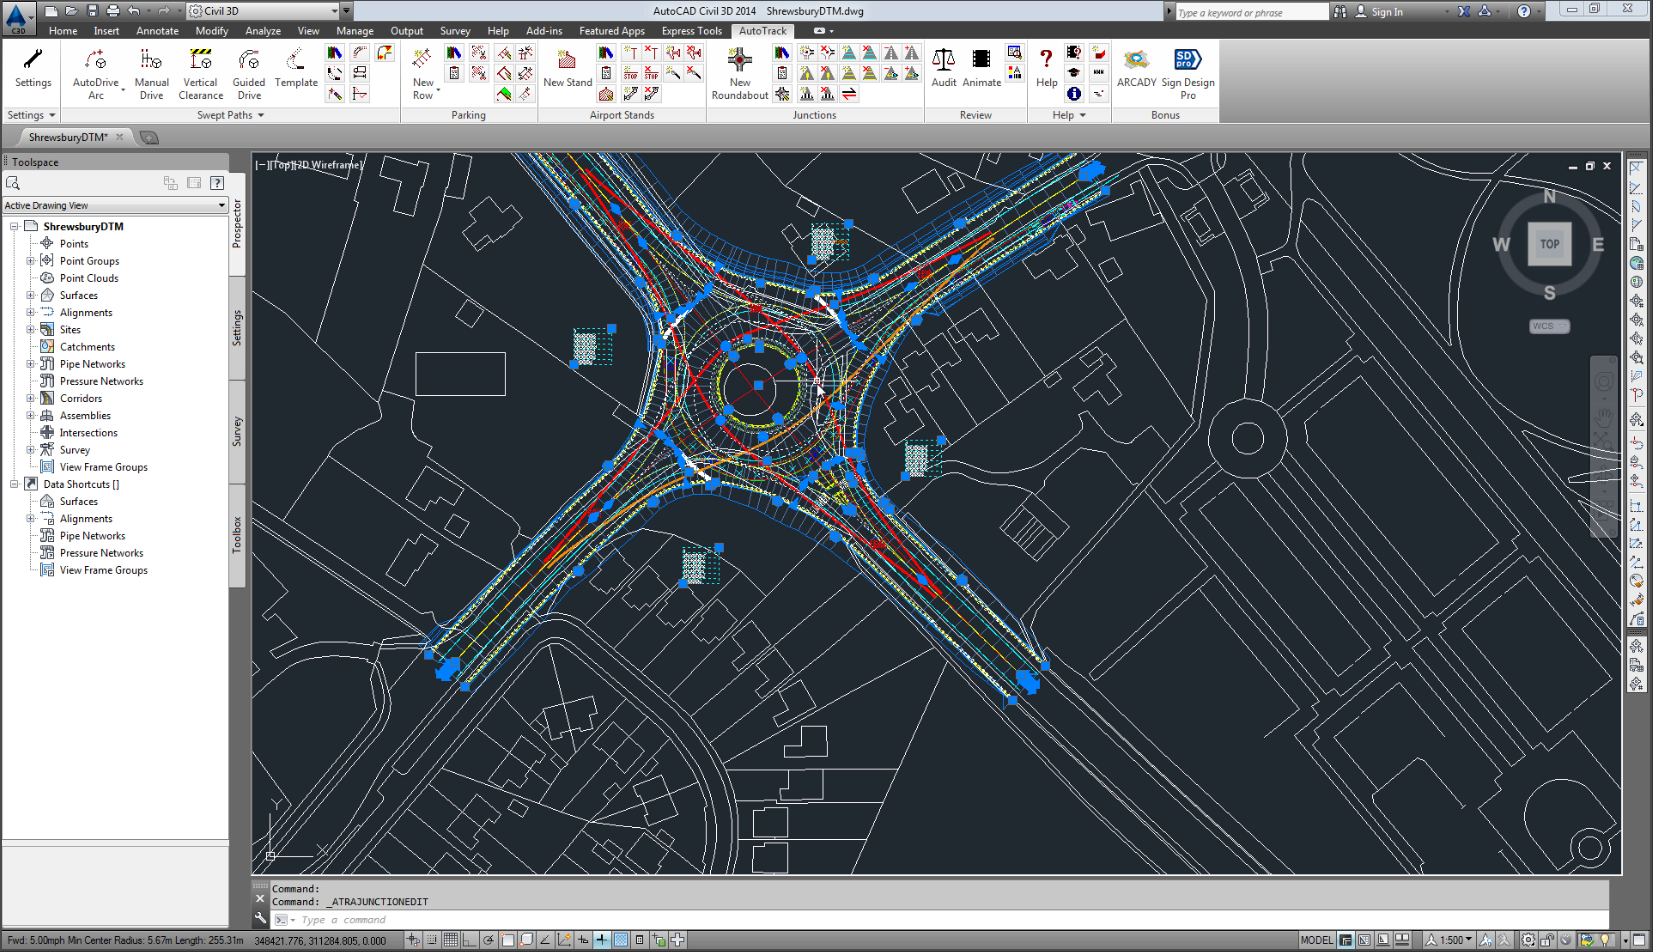 Civil 3D
AutoCAD Civil 3D 2014 ShrewsburyDTM.dwg
Type a keyword or phrase
Sign In
C3D
Home Insert Annotate Modify Analyze View Manage Output Survey Help Add-ins Featured Apps Express Tools AutoTrack
Settings
AutoDrive Arc
Manual Drive
Vertical Clearance
Guided Drive
Template
New Row
New Stand
STOP STOP
New Roundabout
Audit
Animate
Help
ARCADY
SD pro
Sign Design Pro
Settings
Swept Paths
Parking
Airport Stands
Junctions
Review
Help
Bonus
ShrewsburyDTM*
Toolspace
Active Drawing View
ShrewsburyDTM
Points
Point Groups
Point Clouds
Surfaces
Alignments
Sites
Catchments
Pipe Networks
Pressure Networks
Corridors
Assemblies
Intersections
Survey
View Frame Groups
Data Shortcuts []
Surfaces
Alignments
Pipe Networks
Pressure Networks
View Frame Groups
Prospector
Settings
Survey
Toolbox
[−][Top][2D Wireframe]
N
W TOP E
S
WCS
Y
X
Command:
Command: _ATRAJUNCTIONEDIT
Type a command
Fwd: 5.00mph Min Center Radius: 5.67m Length: 255.31m 348421.776, 311284.805, 0.000
MODEL
1:500